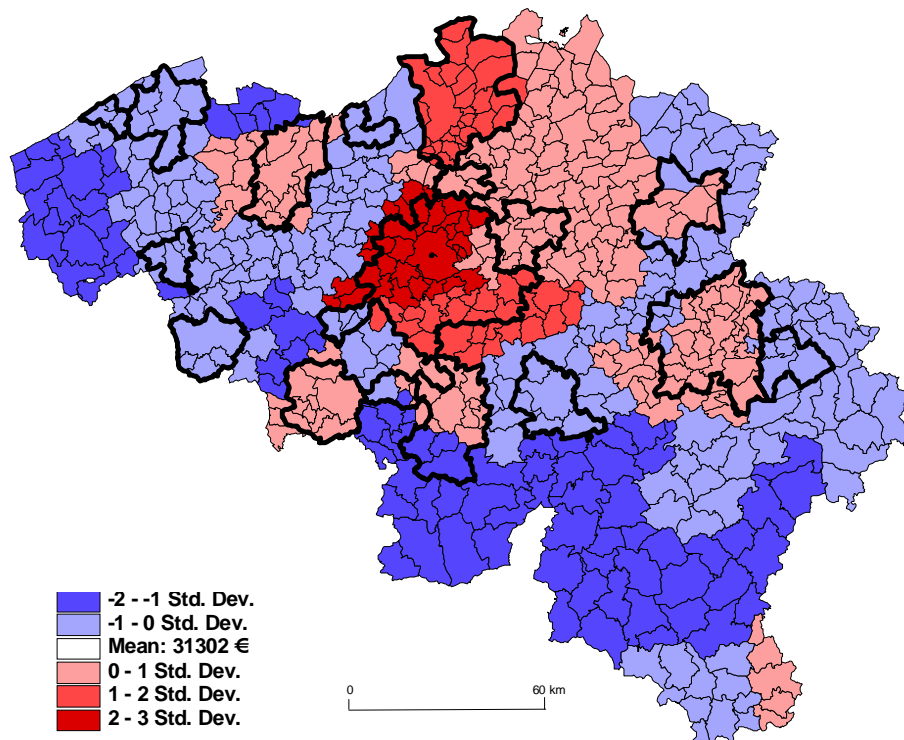 -2 - -1 Std. Dev.
-1 - 0 Std. Dev.
Mean: 31302 €
0 - 1 Std. Dev.
1 - 2 Std. Dev.
2 - 3 Std. Dev.
0 60 km